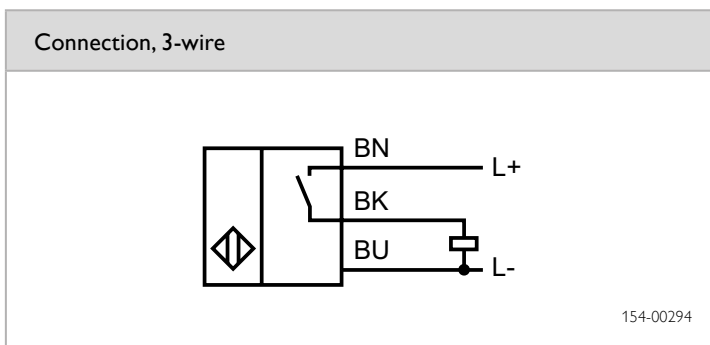 Connection, 3-wire
BN
L+
BK
BU
L-
154-00294